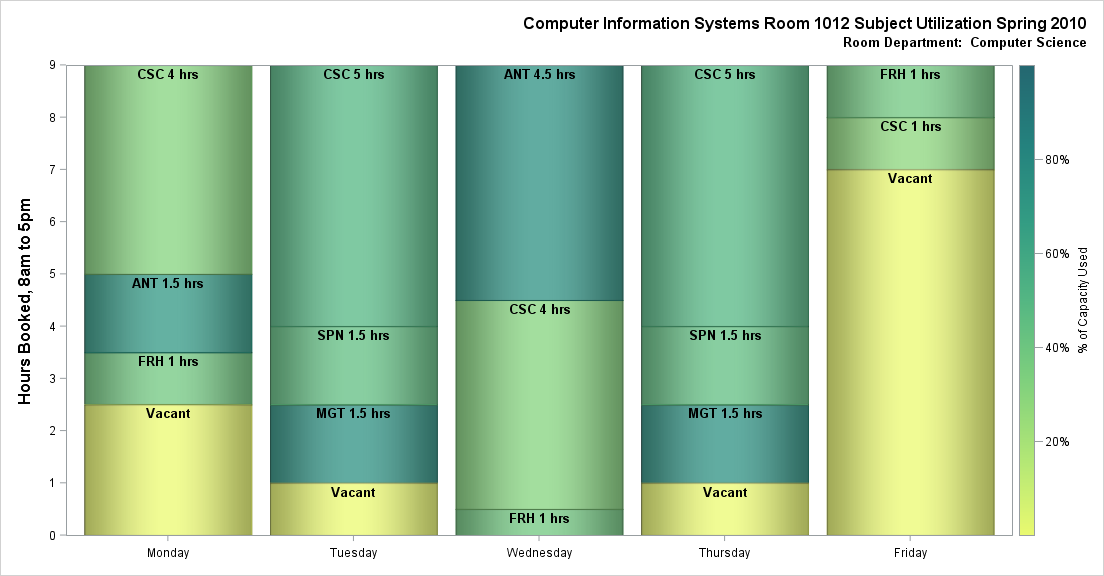 Computer Information Systems Room 1012 Subject Utilization Spring 2010
Room Department: Computer Science
Hours Booked, 8am to 5pm
9
8
7
6
5
4
3
2
1
0
CSC 4 hrs
ANT 1.5 hrs
FRH 1 hrs
Vacant
Monday
CSC 5 hrs
SPN 1.5 hrs
MGT 1.5 hrs
Vacant
Tuesday
ANT 4.5 hrs
CSC 4 hrs
FRH 1 hrs
Wednesday
CSC 5 hrs
SPN 1.5 hrs
MGT 1.5 hrs
Vacant
Thursday
FRH 1 hrs
CSC 1 hrs
Vacant
Friday
80%
60%
40%
20%
% of Capacity Used